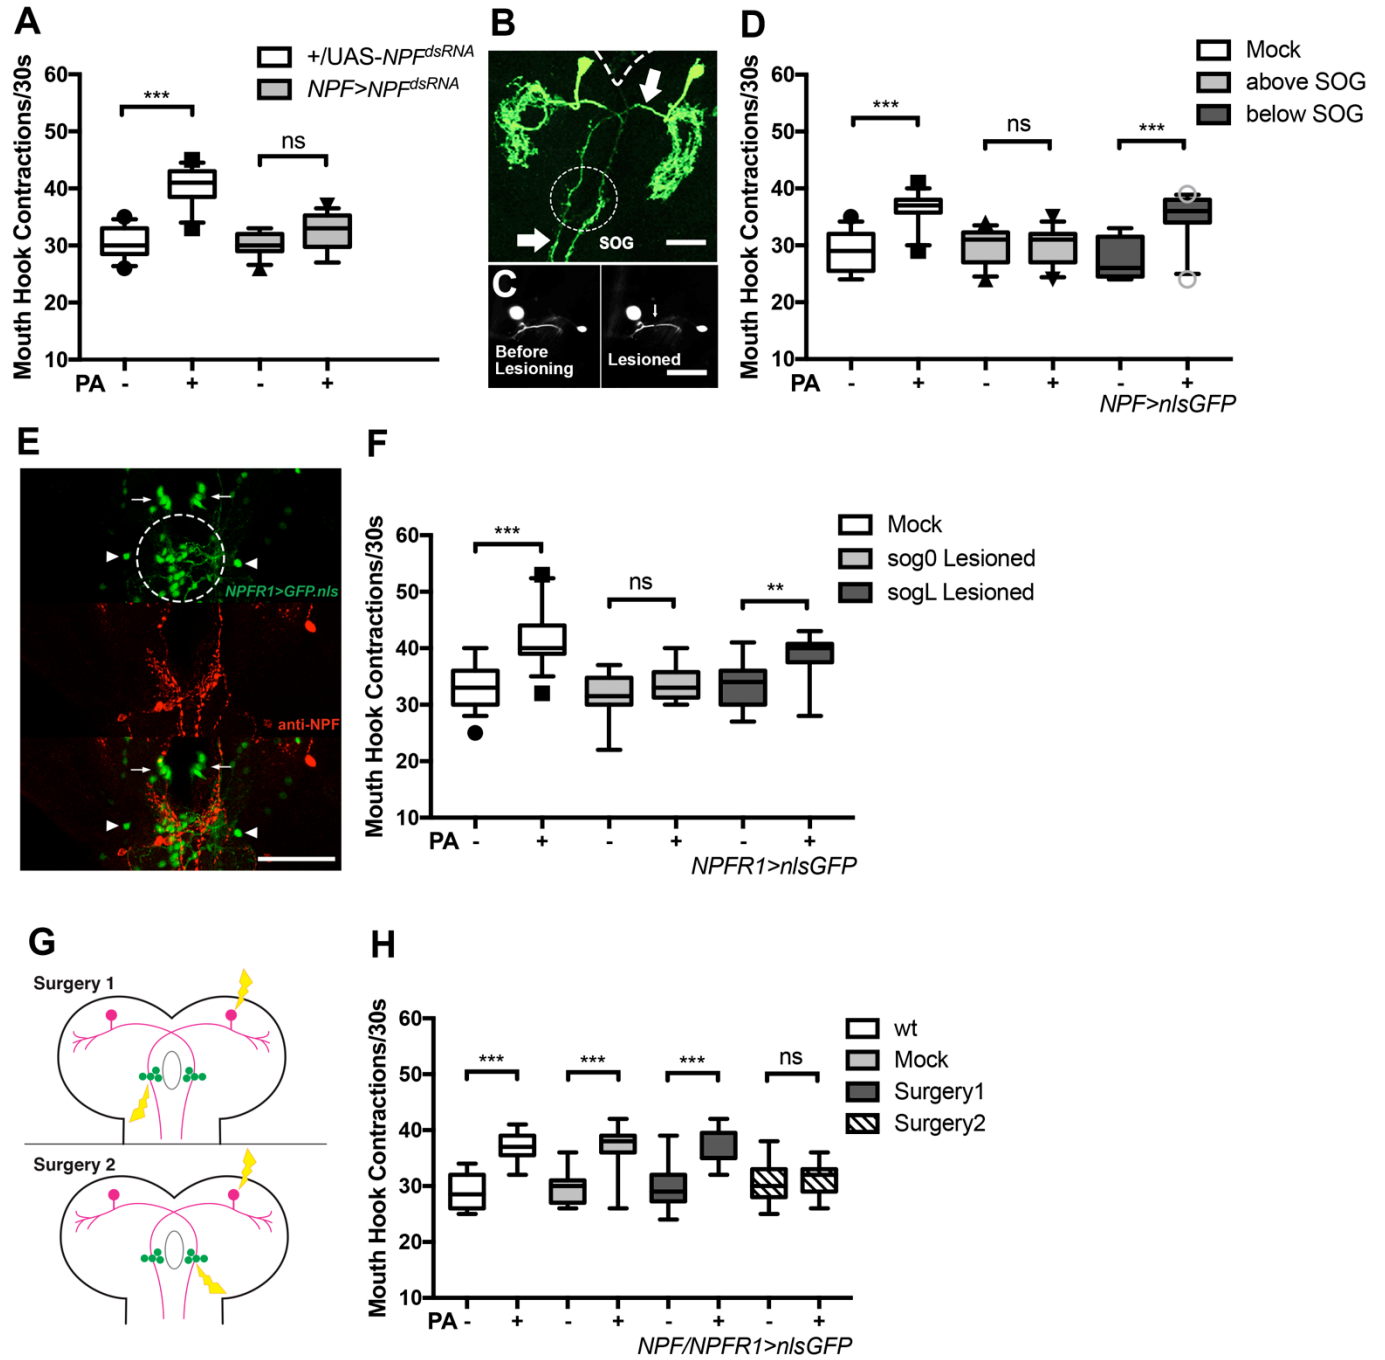 A
+/UAS-NPFdsRNA
NPF>NPFdsRNA
Mouth Hook Contractions/30s
60
50
40
30
20
10
***
ns
PA - + - +
B
SOG
C
Before
Lesioning
Lesioned
D
Mock
above SOG
below SOG
Mouth Hook Contractions/30s
60
50
40
30
20
10
***
ns
***
PA - + - + - +
NPF>nlsGFP
E
NPFR1>GFP.nls
anti-NPF
F
Mock
sog0 Lesioned
sogL Lesioned
Mouth Hook Contractions/30s
60
50
40
30
20
10
***
ns
**
PA - + - + - +
NPFR1>nlsGFP
G
Surgery 1
Surgery 2
H
wt
Mock
Surgery1
Surgery2
Mouth Hook Contractions/30s
60
50
40
30
20
10
***
***
***
ns
PA - + - + - + - +
NPF/NPFR1>nlsGFP